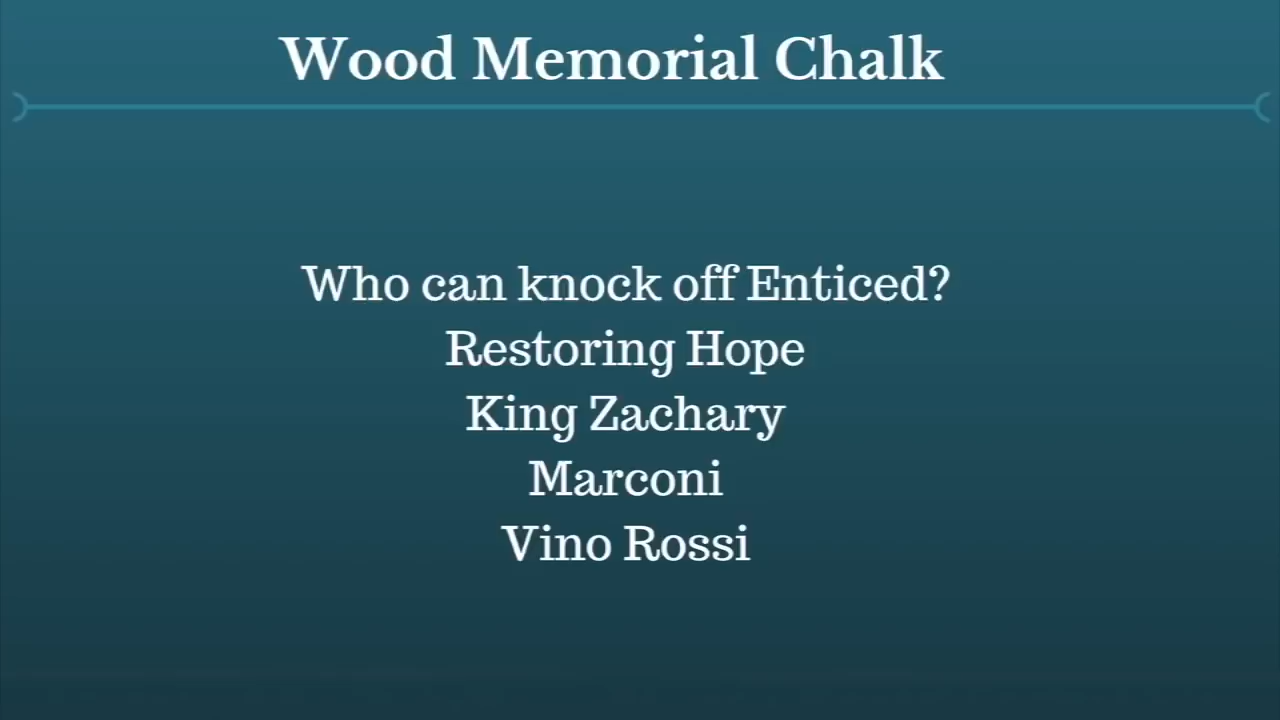 Wood Memorial Chalk
Who can knock off Enticed?
Restoring Hope
King Zachary
Marconi
Vino Rossi